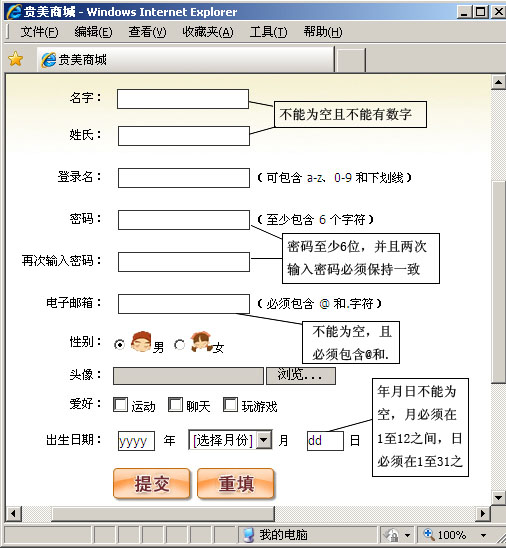 贵美商城 - Windows Internet Explorer
文件(F) 编辑(E) 查看(V) 收藏夹(A) 工具(T) 帮助(H)
贵美商城
名字：
不能为空且不能有数字
姓氏：
登录名： （可包含 a-z、0-9 和下划线）
密码： （至少包含 6 个字符）
密码至少6位，并且两次
输入密码必须保持一致
再次输入密码：
电子邮箱： （必须包含 @ 和.字符）
不能为空，且
必须包含@和.
性别： 男 女
头像： 浏览...
爱好： 运动 聊天 玩游戏
年月日不能为
空，月必须在
1至12之间，日
必须在1至31之
出生日期： yyyy 年 [选择月份] 月 dd 日
提交 重填
我的电脑 100%